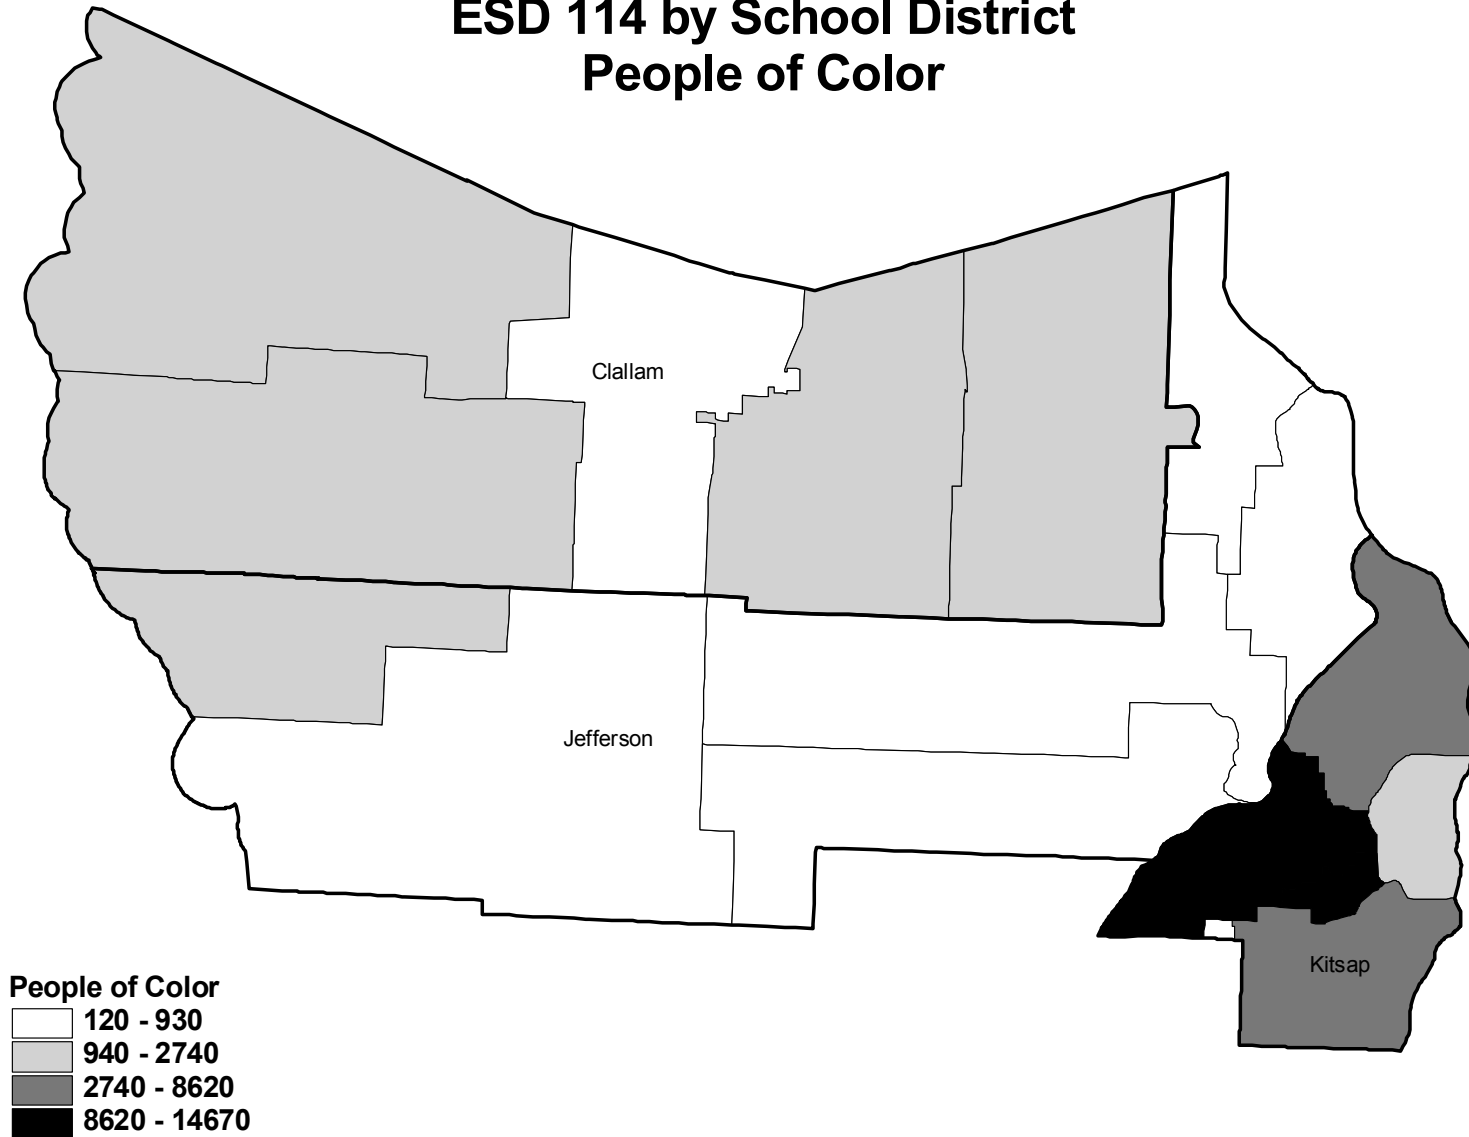 ESD 114 by School District
People of Color
Clallam
Jefferson
Kitsap
People of Color
120 - 930
940 - 2740
2740 - 8620
8620 - 14670